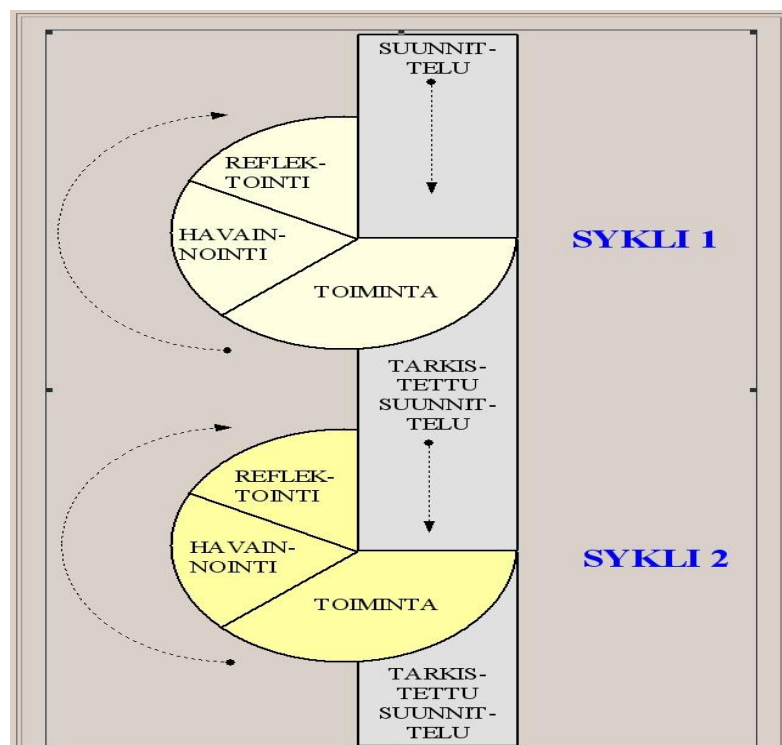 SUUNNIT-
TELU
REFLEK-
TOINTI
HAVAIN-
NOINTI
SYKLI 1
TOIMINTA
TARKIS-
TETTU
SUUNNIT-
TELU
REFLEK-
TOINTI
HAVAIN-
NOINTI
SYKLI 2
TOIMINTA
TARKIS-
TETTU
SUUNNIT-
TELU